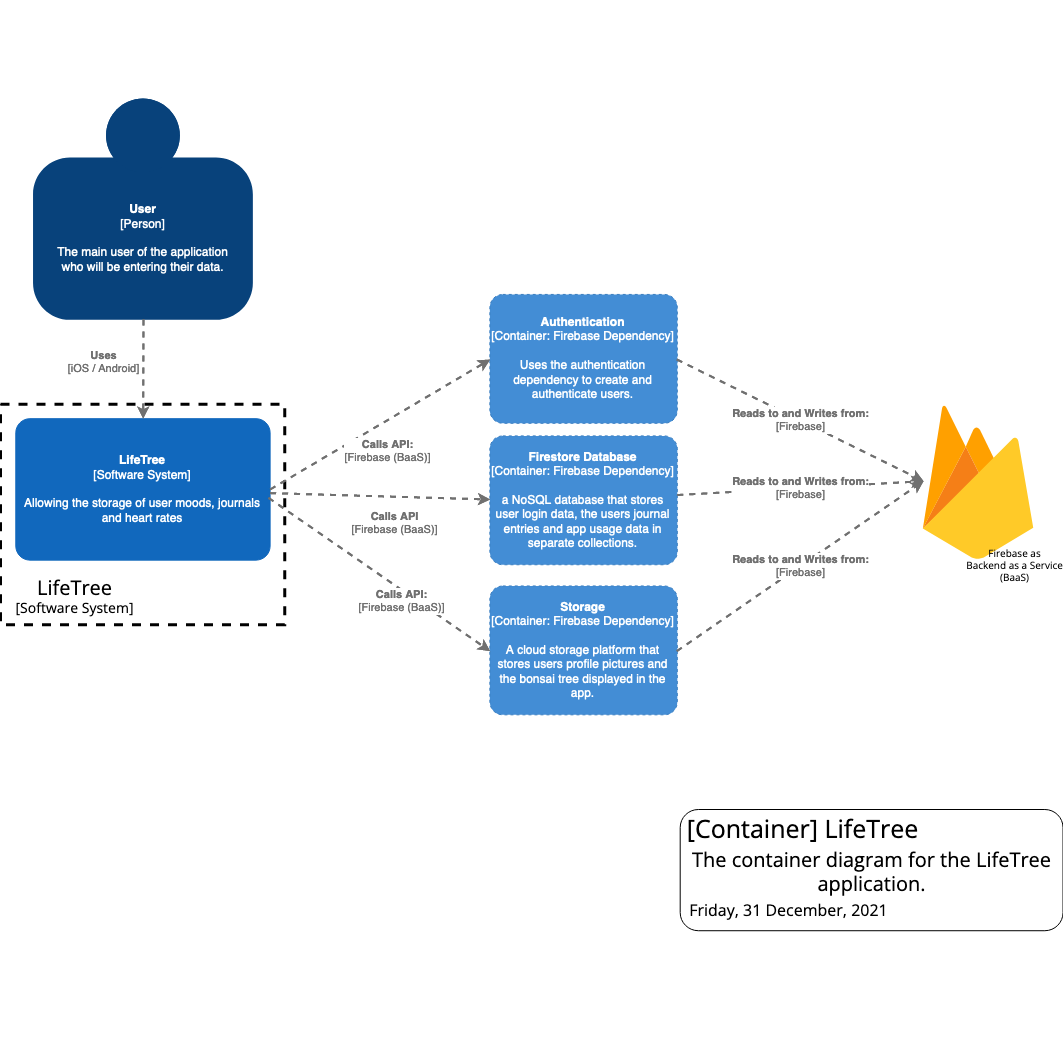 User
[Person]
The main user of the application
who will be entering their data.
Uses
[iOS / Android]
LifeTree
[Software System]
Allowing the storage of user moods, journals
and heart rates
LifeTree
[Software System]
Calls API:
[Firebase (BaaS)]
Calls API
[Firebase (BaaS)]
Calls API:
[Firebase (BaaS)]
Authentication
[Container: Firebase Dependency]
Uses the authentication
dependency to create and
authenticate users.
Firestore Database
[Container: Firebase Dependency]
a NoSQL database that stores
user login data, the users journal
entries and app usage data in
separate collections.
Storage
[Container: Firebase Dependency]
A cloud storage platform that
stores users profile pictures and
the bonsai tree displayed in the
app.
Reads to and Writes from:
[Firebase]
Reads to and Writes from:
[Firebase]
Reads to and Writes from:
[Firebase]
Firebase as
Backend as a Service
(BaaS)
[Container] LifeTree
The container diagram for the LifeTree
application.
Friday, 31 December, 2021